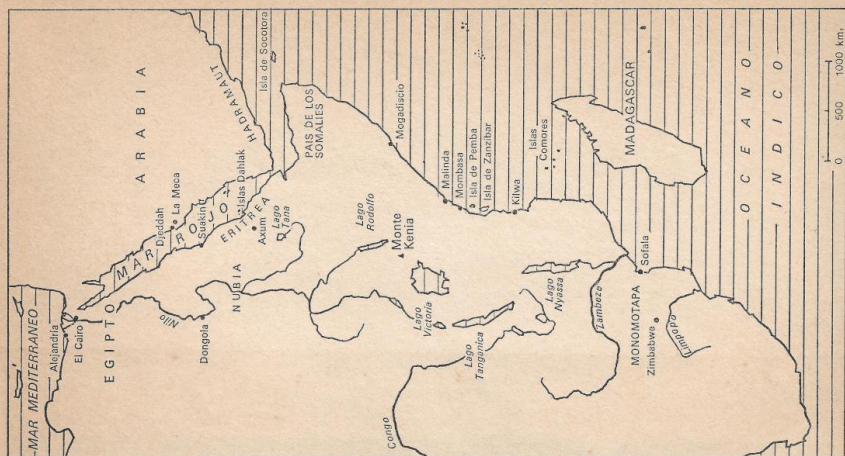 MAR MEDITERRANEO
Alejandría
El Cairo
EGIPTO
Nilo
Dongola
NUBIA
ARABIA
Djeddah
La Meca
MAR ROJO
Suakin
Islas Dahlak
ERITREA
Axum
Lago
Tana
HADRAMAUT
Isla de Socotora
PAIS DE LOS
SOMALIES
Mogadiscio
Lago
Rodolfo
Monte
Kenia
Malinda
Mombasa
Isla de Pemba
Isla de Zanzibar
Kilwa
Islas
Comores
Lago
Victoria
Lago
Tanganica
Congo
Lago
Nyassa
Zambeze
MADAGASCAR
Sofala
MONOMOTAPA
Zimbabwe
Limpopo
OCEANO
INDICO
0 500 1000 km.